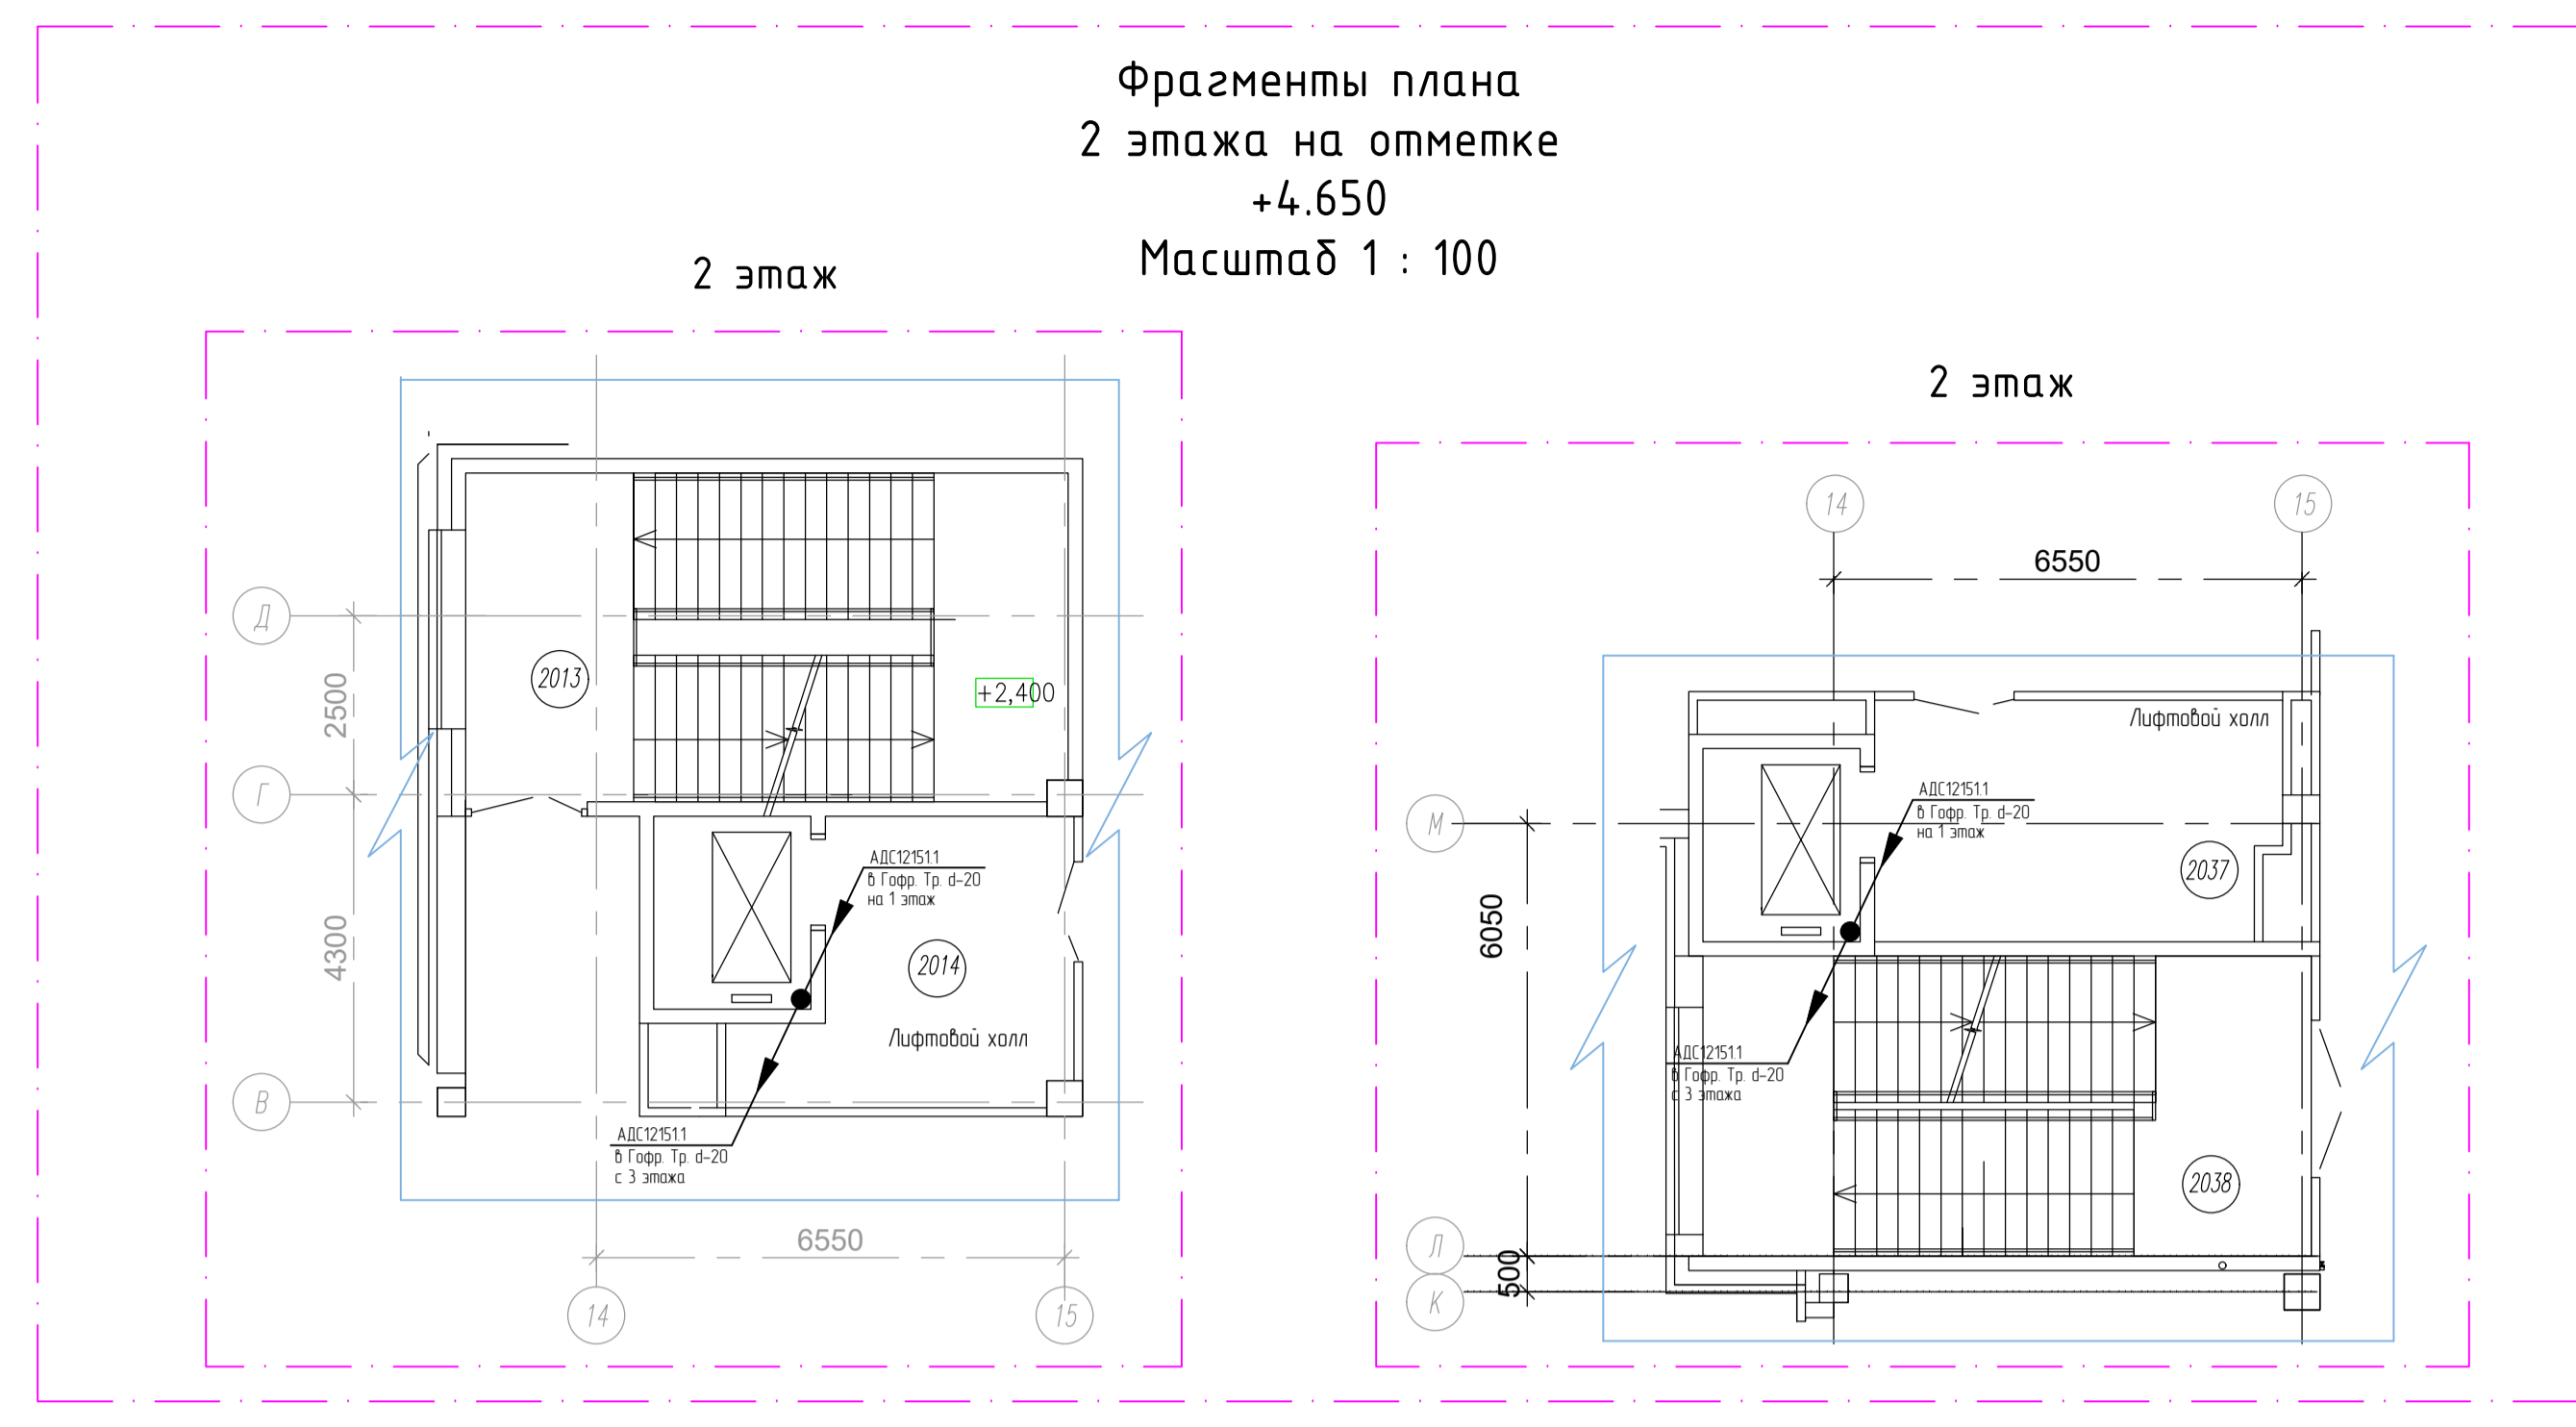 Фрагменты плана
2 этажа на отметке
+4.650
Масштаб 1 : 100
2 этаж
Д
2500
2013
+2,400
Г
4300
АДС12151.1
в Гофр. Тр. d-20
на 1 этаж
2014
Лифтовой холл
В
АДС12151.1
в Гофр. Тр. d-20
с 3 этажа
6550
14
15
2 этаж
14
15
6550
Лифтовой холл
АДС12151.1
в Гофр. Тр. d-20
на 1 этаж
М
2037
6050
АДС12151.1
в Гофр. Тр. d-20
с 3 этажа
2038
Л
500
К